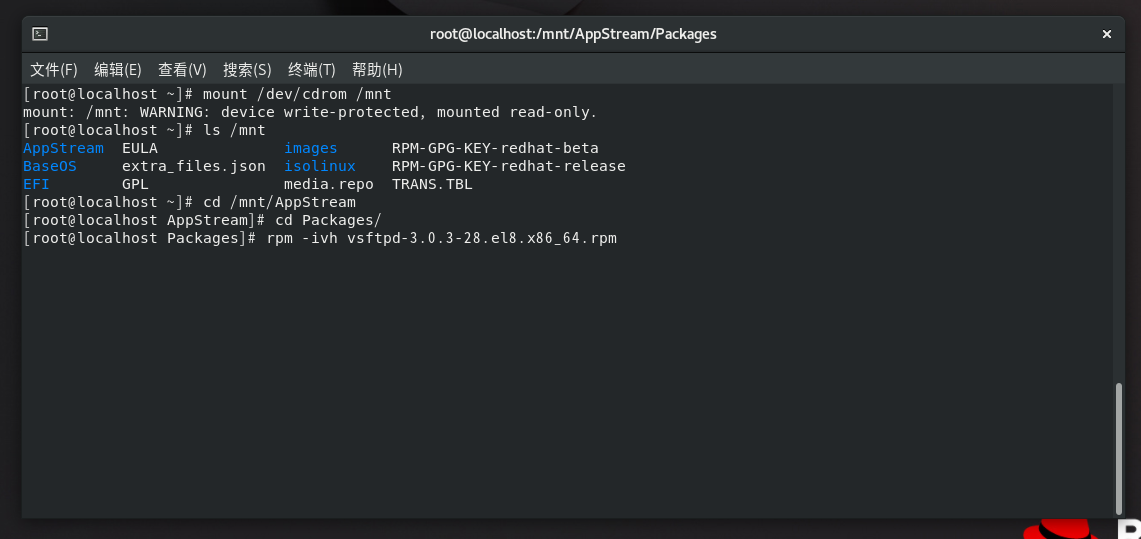 root@localhost:/mnt/AppStream/Packages
文件(F) 编辑(E) 查看(V) 搜索(S) 终端(T) 帮助(H)
[root@localhost ~]# mount /dev/cdrom /mnt
mount: /mnt: WARNING: device write-protected, mounted read-only.
[root@localhost ~]# ls /mnt
AppStream  EULA              images      RPM-GPG-KEY-redhat-beta
BaseOS     extra_files.json  isolinux    RPM-GPG-KEY-redhat-release
EFI        GPL               media.repo  TRANS.TBL
[root@localhost ~]# cd /mnt/AppStream
[root@localhost AppStream]# cd Packages/
[root@localhost Packages]# rpm -ivh vsftpd-3.0.3-28.el8.x86_64.rpm